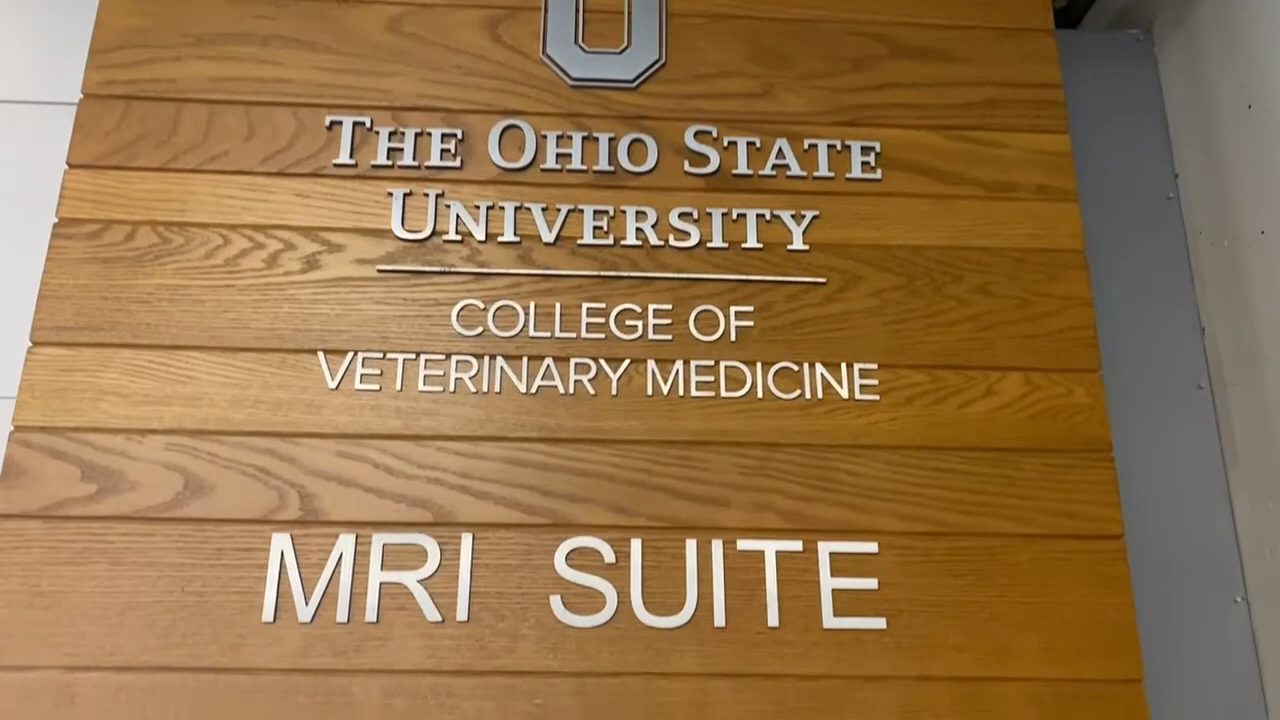 THE OHIO STATE
UNIVERSITY
COLLEGE OF
VETERINARY MEDICINE
MRI SUITE